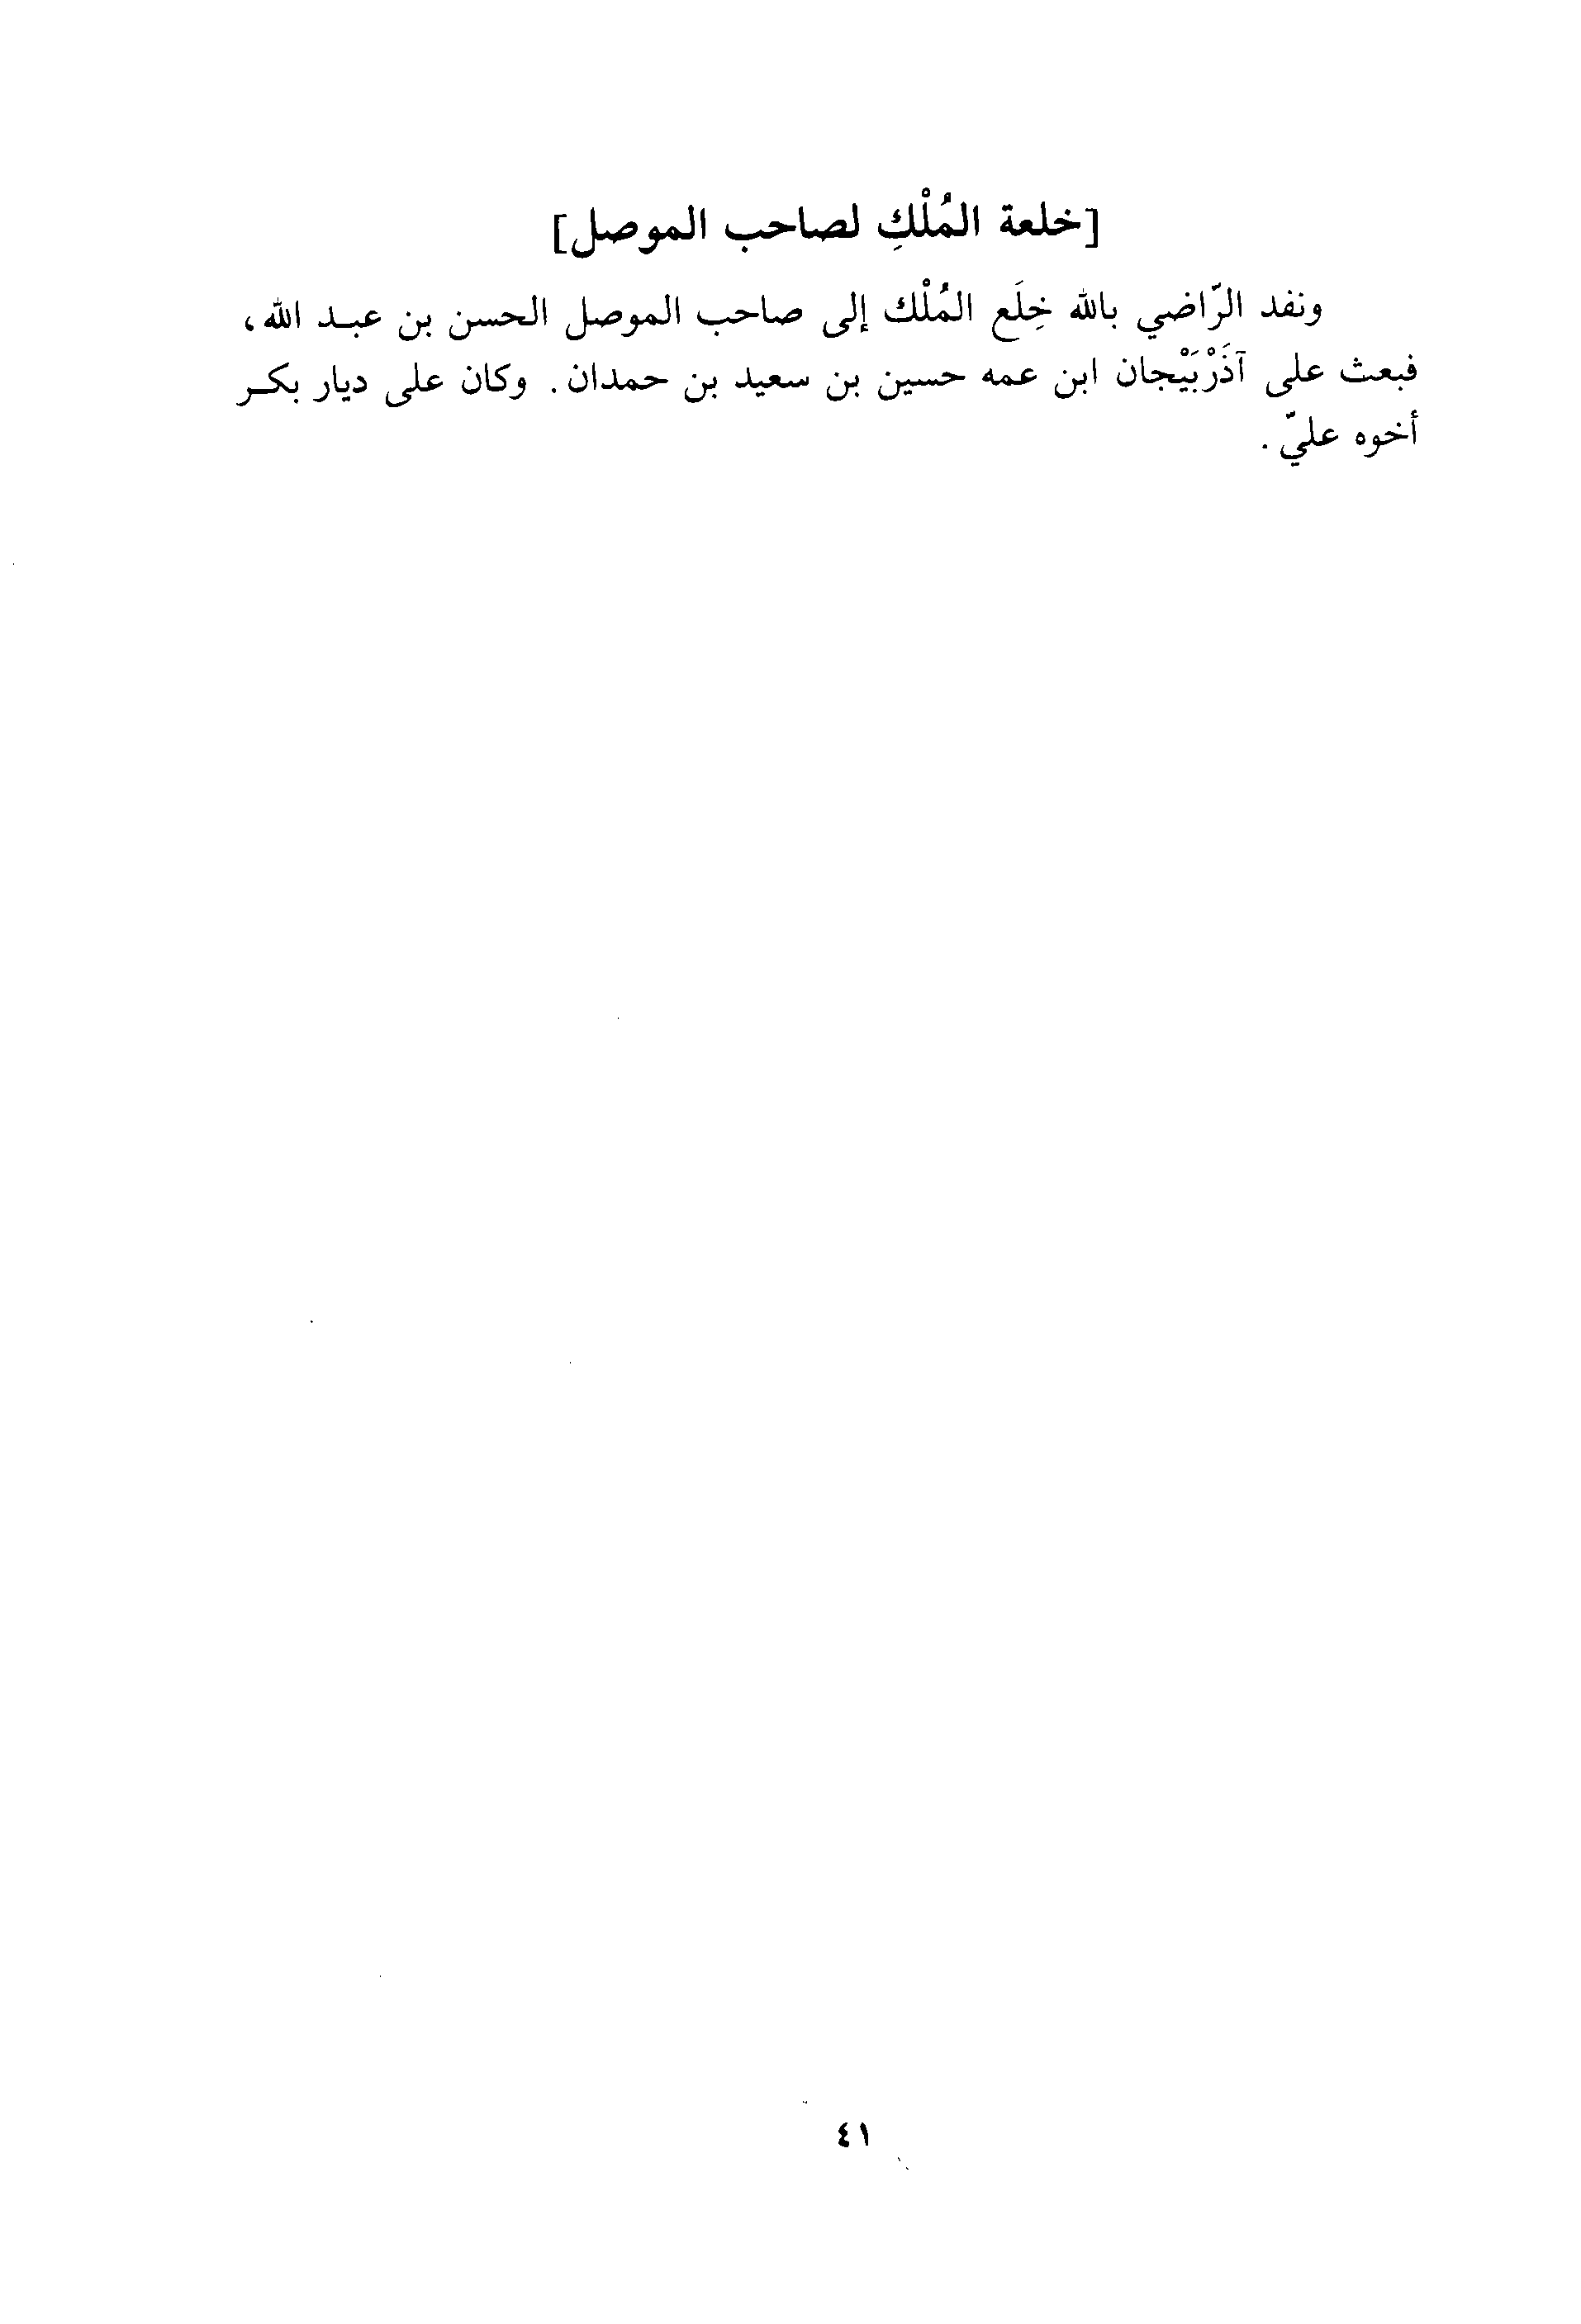 [خلعة المُلْكِ لصاحب الموصل]
ونفد الرّاضي بالله خِلَع المُلْك إلى صاحب الموصل الحسن بن عبد الله،
فبعث على آذَرْبَيْجان ابن عمه حسين بن سعيد بن حمدان. وكان على ديار بكر
أخوه عليّ.
٤١